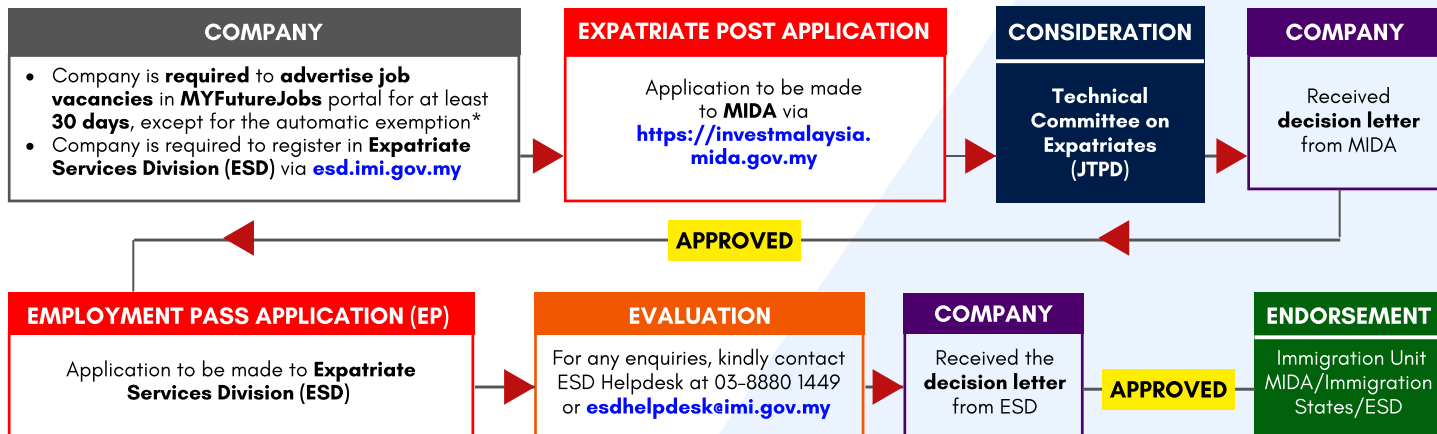 COMPANY
• Company is required to advertise job
vacancies in MYFutureJobs portal for at least
30 days, except for the automatic exemption*
• Company is required to register in Expatriate
Services Division (ESD) via esd.imi.gov.my
EXPATRIATE POST APPLICATION
Application to be made
to MIDA via
https://investmalaysia.
mida.gov.my
CONSIDERATION
Technical
Committee on
Expatriates
(JTPD)
COMPANY
Received
decision letter
from MIDA
APPROVED
EMPLOYMENT PASS APPLICATION (EP)
Application to be made to Expatriate
Services Division (ESD)
EVALUATION
For any enquiries, kindly contact
ESD Helpdesk at 03-8880 1449
or esdhelpdesk@imi.gov.my
COMPANY
Received the
decision letter
from ESD
APPROVED
ENDORSEMENT
Immigration Unit
MIDA/Immigration
States/ESD